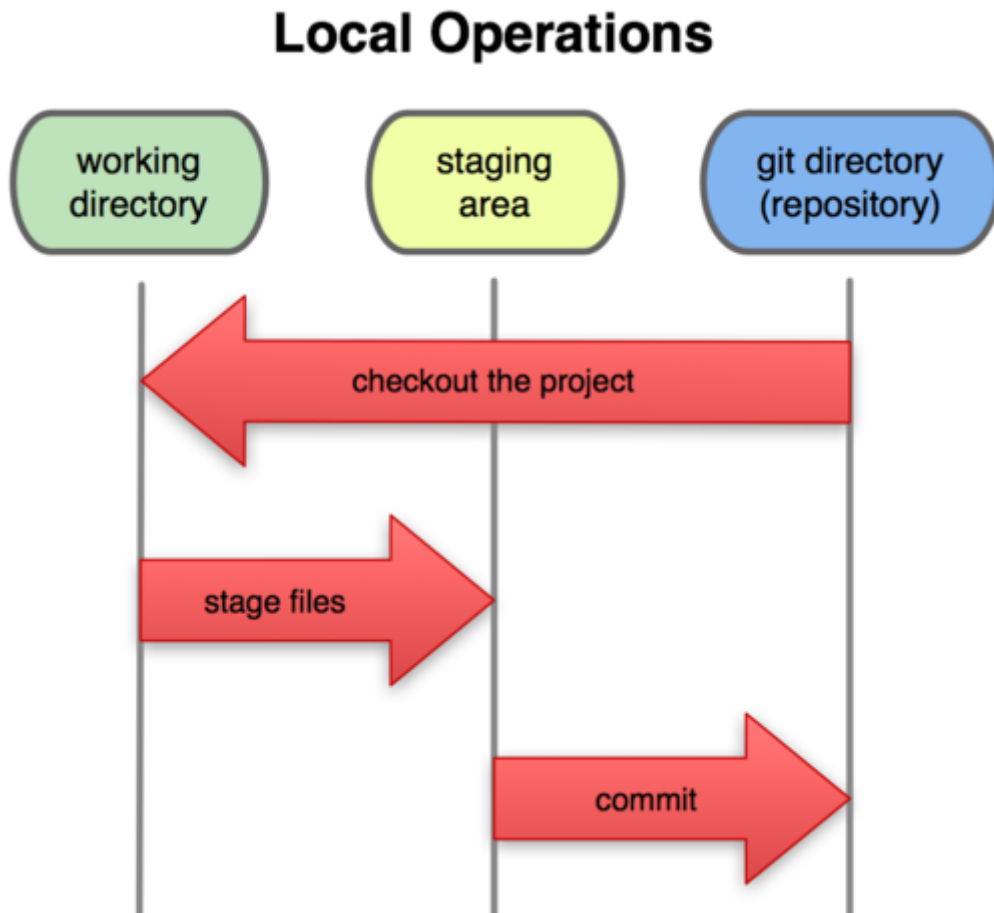 Local Operations
working
directory
staging
area
git directory
(repository)
checkout the project
stage files
commit